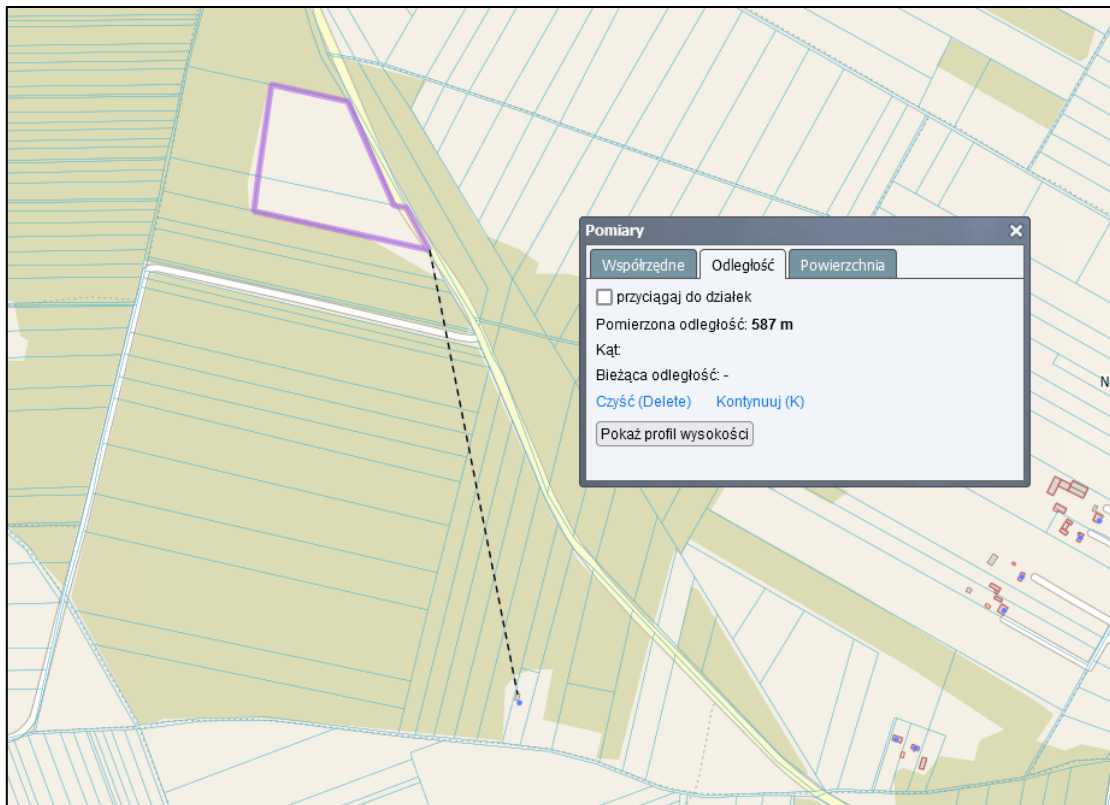 Pomiary
Współrzędne Odległość Powierzchnia
przyciągaj do działek
Pomierzona odległość: 587 m
Kąt:
Bieżąca odległość: -
Czyść (Delete) Kontynuuj (K)
Pokaż profil wysokości